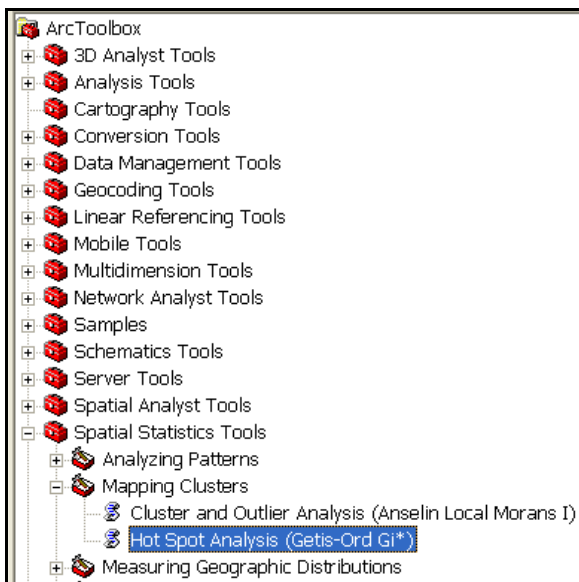 ArcToolbox
3D Analyst Tools
Analysis Tools
Cartography Tools
Conversion Tools
Data Management Tools
Geocoding Tools
Linear Referencing Tools
Mobile Tools
Multidimension Tools
Network Analyst Tools
Samples
Schematics Tools
Server Tools
Spatial Analyst Tools
Spatial Statistics Tools
Analyzing Patterns
Mapping Clusters
Cluster and Outlier Analysis (Anselin Local Morans I)
Hot Spot Analysis (Getis-Ord Gi*)
Measuring Geographic Distributions